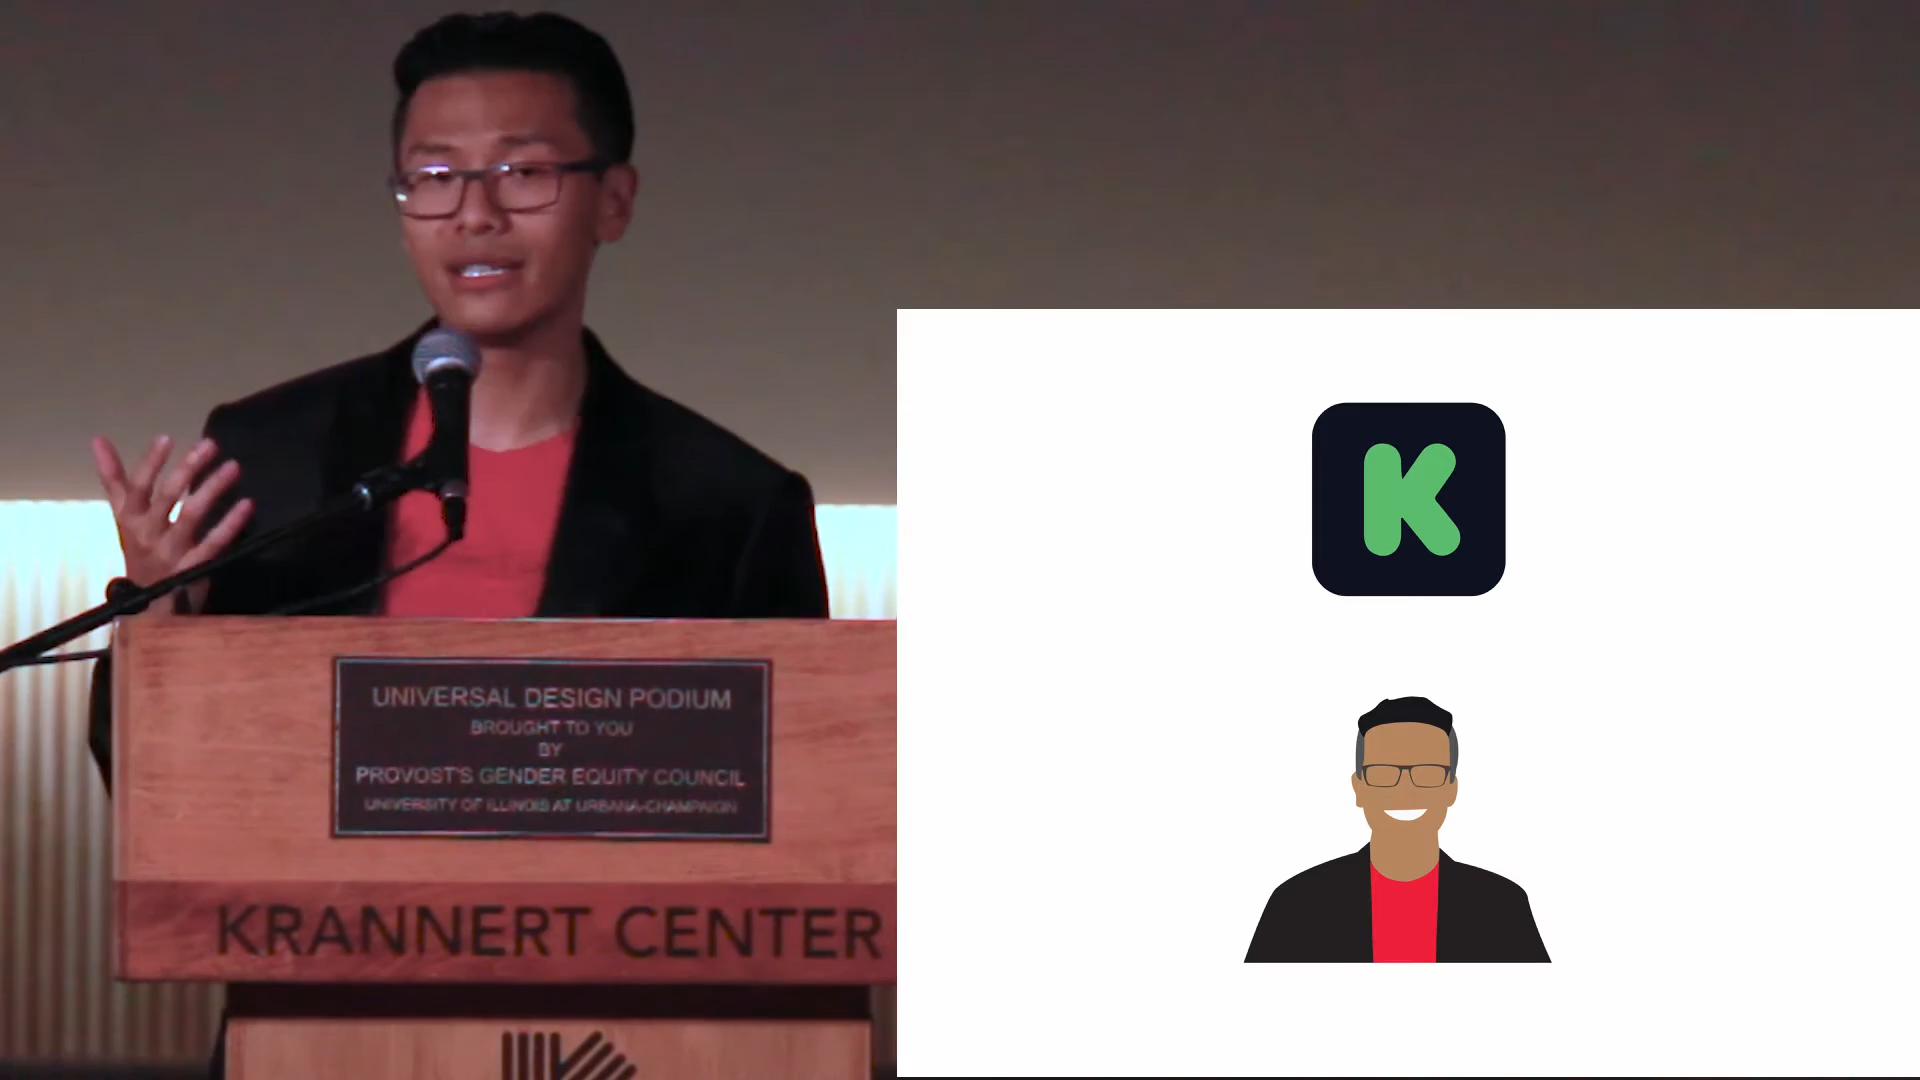 UNIVERSAL DESIGN PODIUM
BROUGHT TO YOU
BY
PROVOST'S GENDER EQUITY COUNCIL
UNIVERSITY OF ILLINOIS AT URBANA-CHAMPAIGN
KRANNERT CENTER
K